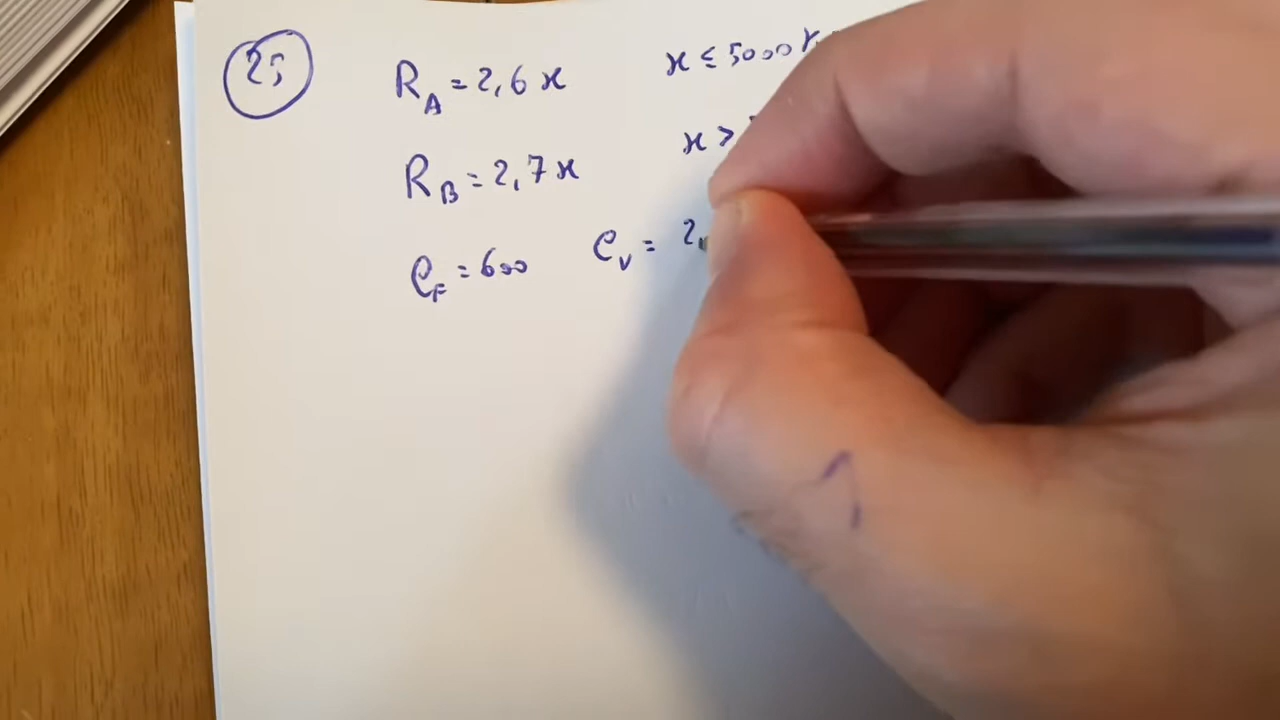 25
R_A = 2,6 x x ≤ 5000
R_B = 2,7 x x >
C_F = 600 C_V = 2,